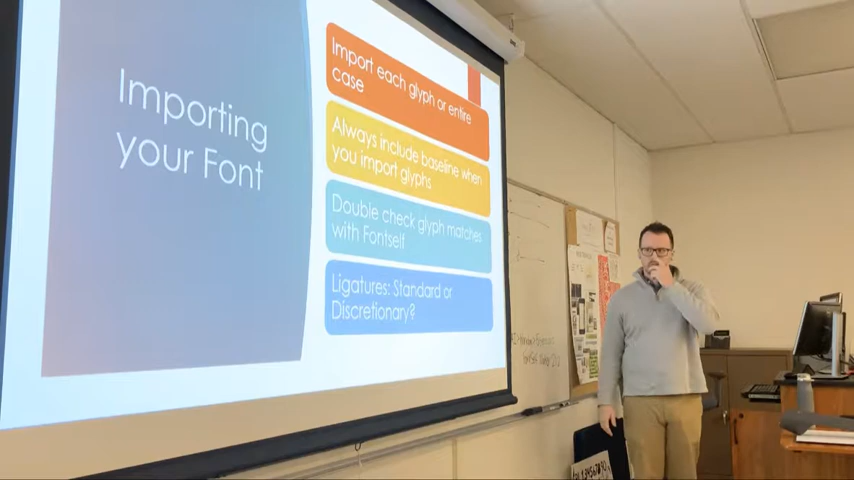 Importing
your Font
Import each glyph or entire
case
Always include baseline when
you import glyphs
Double check glyph matches
with Fontself
Ligatures: Standard or
Discretionary?